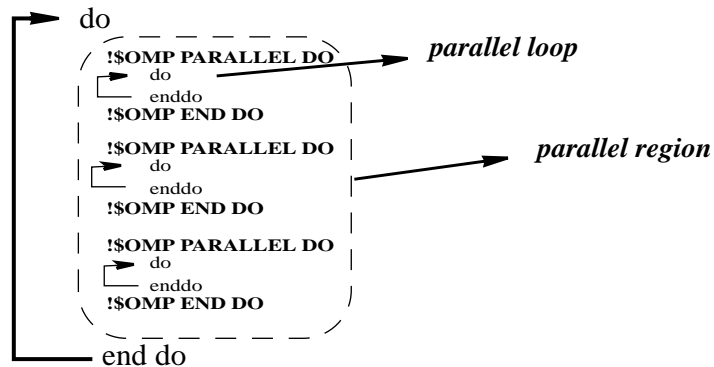 do
!$OMP PARALLEL DO
parallel loop
do
enddo
!$OMP END DO
!$OMP PARALLEL DO
parallel region
do
enddo
!$OMP END DO
!$OMP PARALLEL DO
do
enddo
!$OMP END DO
end do